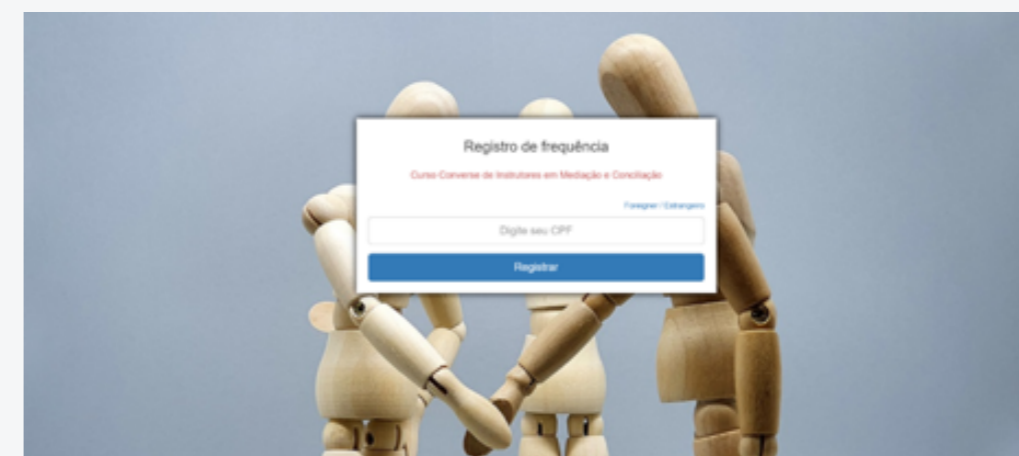 Registro de frequência
Curso Converse de Instrutores em Mediação e Conciliação
Foreigner / Estrangeiro
Digite seu CPF
Registrar